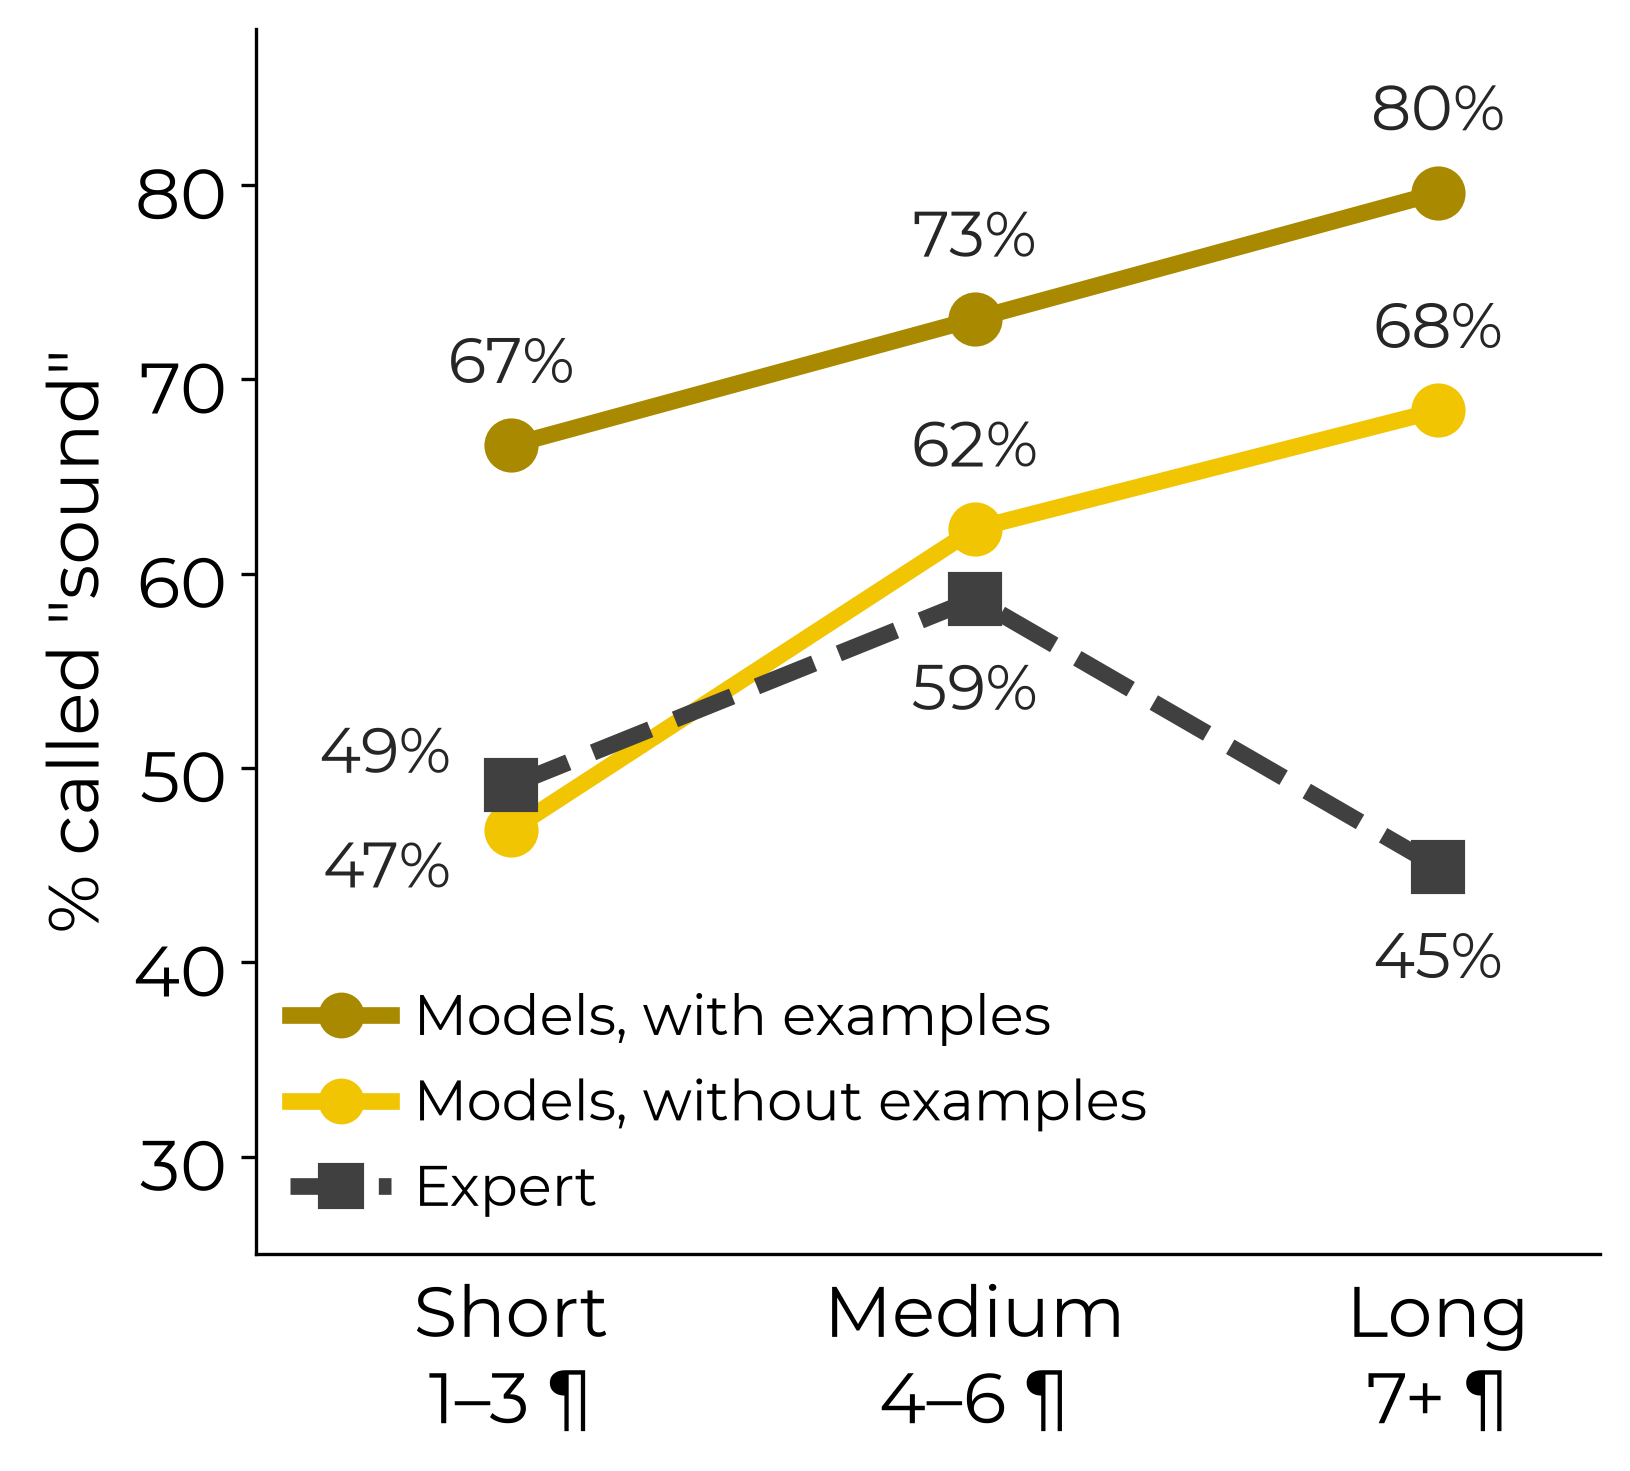 80%
80
73%
70
67%
68%
62%
60
59%
50
49%
47%
45%
40
30
% called "sound"
Models, with examples
Models, without examples
Expert
Short
1–3 ¶
Medium
4–6 ¶
Long
7+ ¶